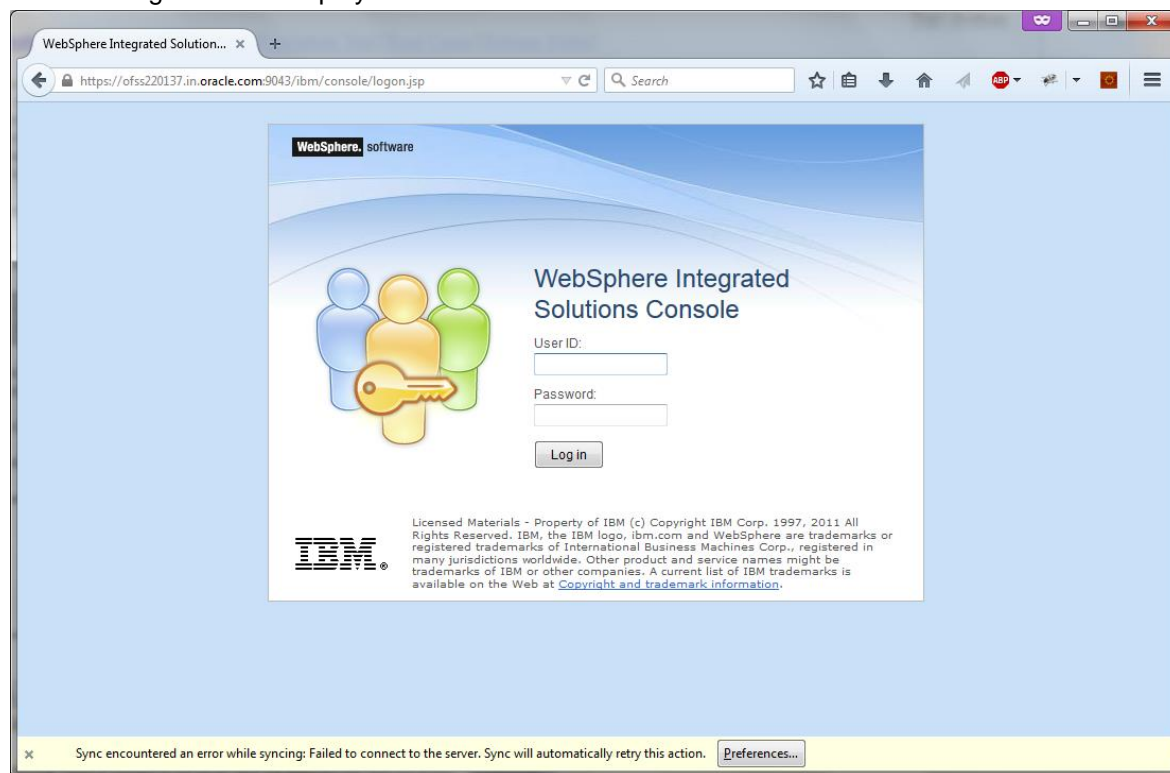 WebSphere Integrated Solution... × +
https://ofss220137.in.oracle.com:9043/ibm/console/logon.jsp
Search
ABP
WebSphere. software
WebSphere Integrated
Solutions Console
User ID:
Password:
Log in
Licensed Materials - Property of IBM (c) Copyright IBM Corp. 1997, 2011 All
Rights Reserved. IBM, the IBM logo, ibm.com and WebSphere are trademarks or
registered trademarks of International Business Machines Corp., registered in
many jurisdictions worldwide. Other product and service names might be
trademarks of IBM or other companies. A current list of IBM trademarks is
available on the Web at Copyright and trademark information.
IBM®
× Sync encountered an error while syncing: Failed to connect to the server. Sync will automatically retry this action. Preferences...